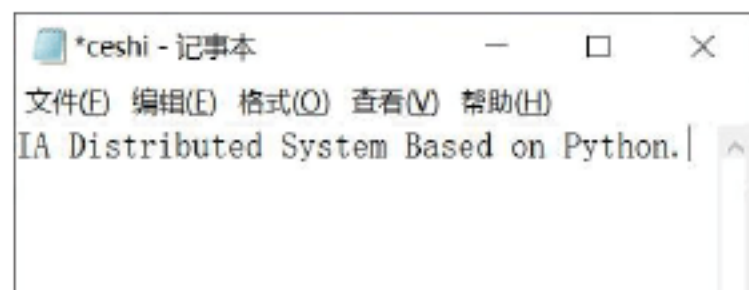 *ceshi - 记事本
文件(F) 编辑(E) 格式(O) 查看(V) 帮助(H)
IA Distributed System Based on Python.